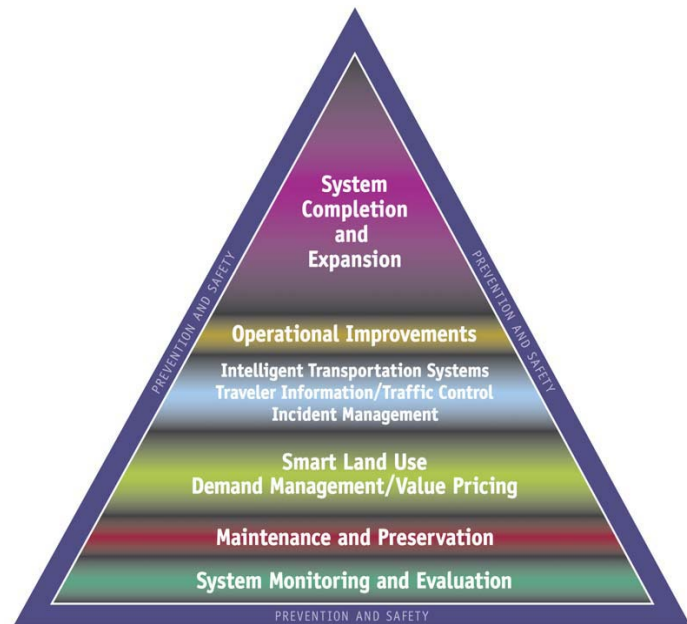 System
Completion
and
Expansion
Operational Improvements
Intelligent Transportation Systems
Traveler Information/Traffic Control
Incident Management
Smart Land Use
Demand Management/Value Pricing
Maintenance and Preservation
System Monitoring and Evaluation
PREVENTION AND SAFETY
PREVENTION AND SAFETY
PREVENTION AND SAFETY